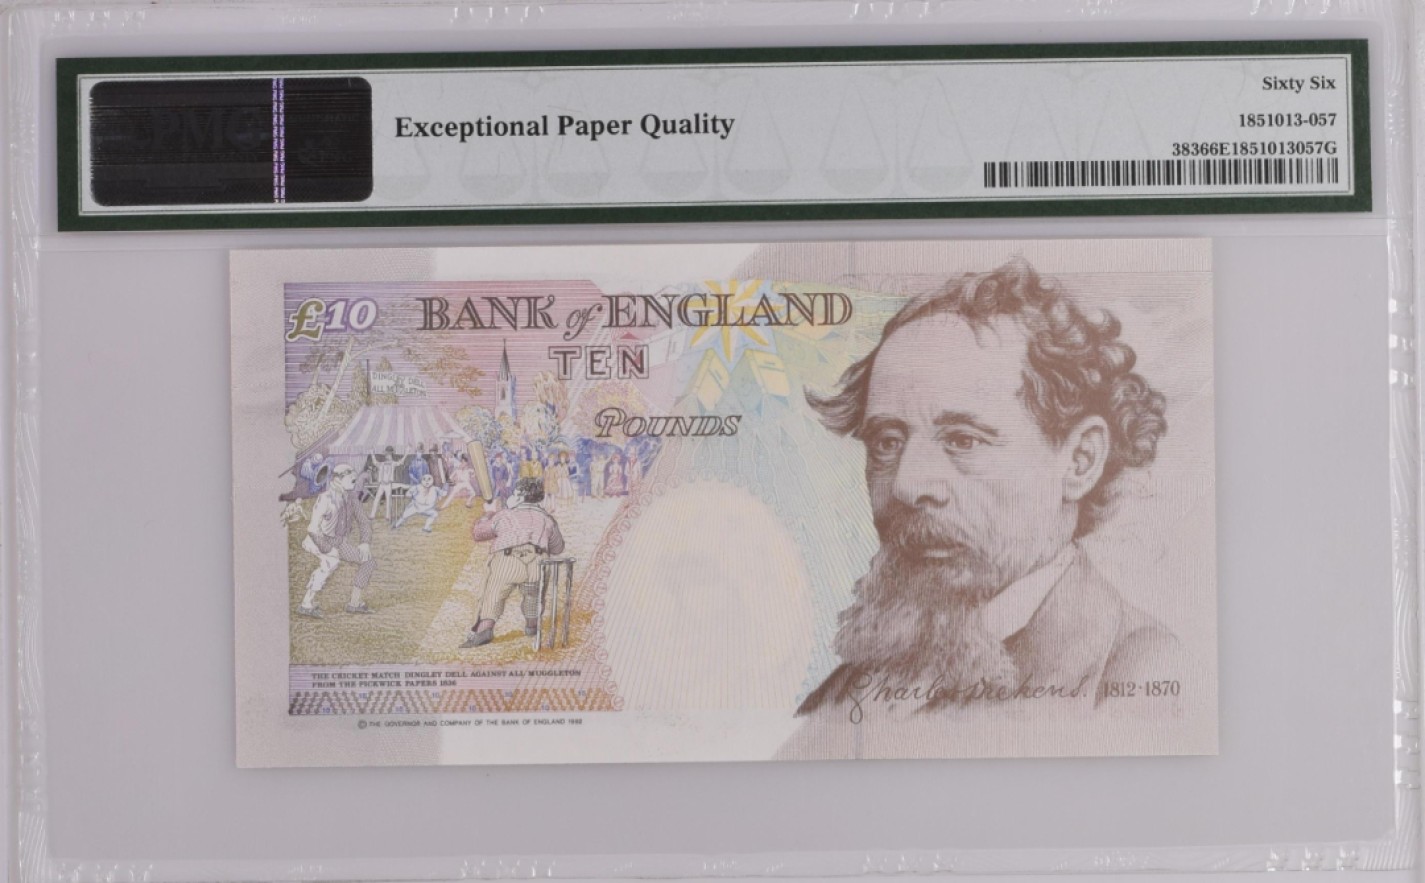 PMG
Exceptional Paper Quality
Sixty Six
1851013-057
38366E1851013057G
£10
BANK of ENGLAND
TEN
POUNDS
DINGLEY DELL
ALL MUGGLETON
THE CRICKET MATCH DINGLEY DELL AGAINST ALL MUGGLETON
FROM THE PICKWICK PAPERS 1836
© THE GOVERNOR AND COMPANY OF THE BANK OF ENGLAND 1993
Charles Dickens. 1812-1870